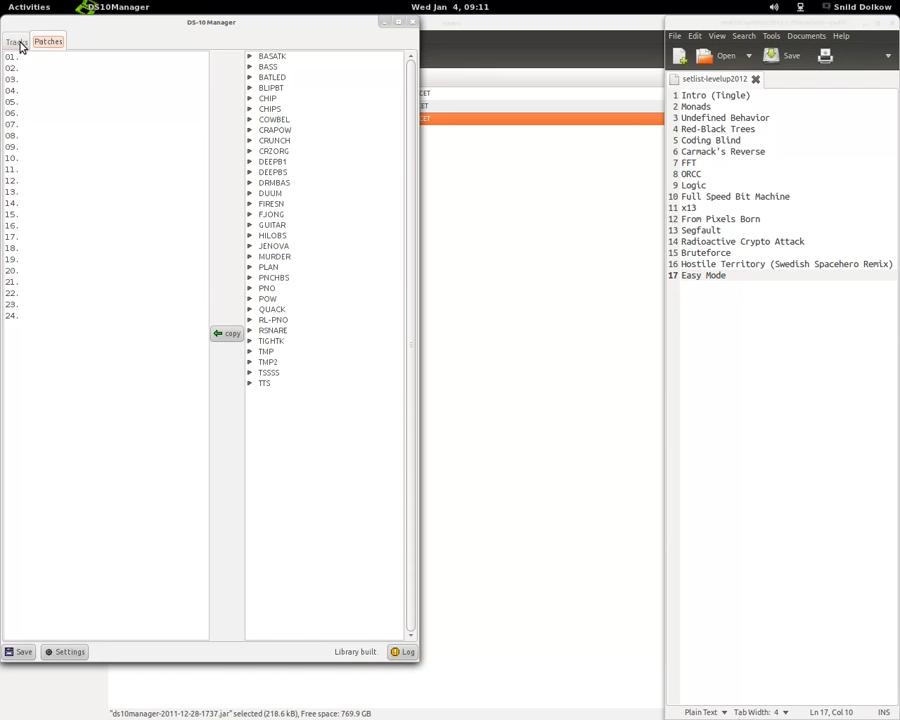 Activities DS10Manager Wed Jan 4, 09:11 Snild Dolkow
DS-10 Manager
Tracks Patches
01.
02.
03.
04.
05.
06.
07.
08.
09.
10.
11.
12.
13.
14.
15.
16.
17.
18.
19.
20.
21.
22.
23.
24.
copy
BASATK
BASS
BATLED
BLIPBT
CHIP
CHIPS
COWBEL
CRAPOW
CRUNCH
CRZORG
DEEPB1
DEEPBS
DRMBAS
DUUM
FIRESN
FJONG
GUITAR
HILOBS
JENOVA
MURDER
PLAN
PNCHBS
PNO
POW
QUACK
RL-PNO
RSNARE
TIGHTK
TMP
TMP2
TSSSS
TTS
Save Settings Library built. Log
CET
CET
CET
"ds10manager-2011-12-28-1737.jar" selected (218.6 kB), Free space: 769.9 GB
File Edit View Search Tools Documents Help
Open Save
setlist-levelup2012
1 Intro (Tingle)
2 Monads
3 Undefined Behavior
4 Red-Black Trees
5 Coding Blind
6 Carmack's Reverse
7 FFT
8 ORCC
9 Logic
10 Full Speed Bit Machine
11 x13
12 From Pixels Born
13 Segfault
14 Radioactive Crypto Attack
15 Bruteforce
16 Hostile Territory (Swedish Spacehero Remix)
17 Easy Mode
Plain Text Tab Width: 4 Ln 17, Col 10 INS